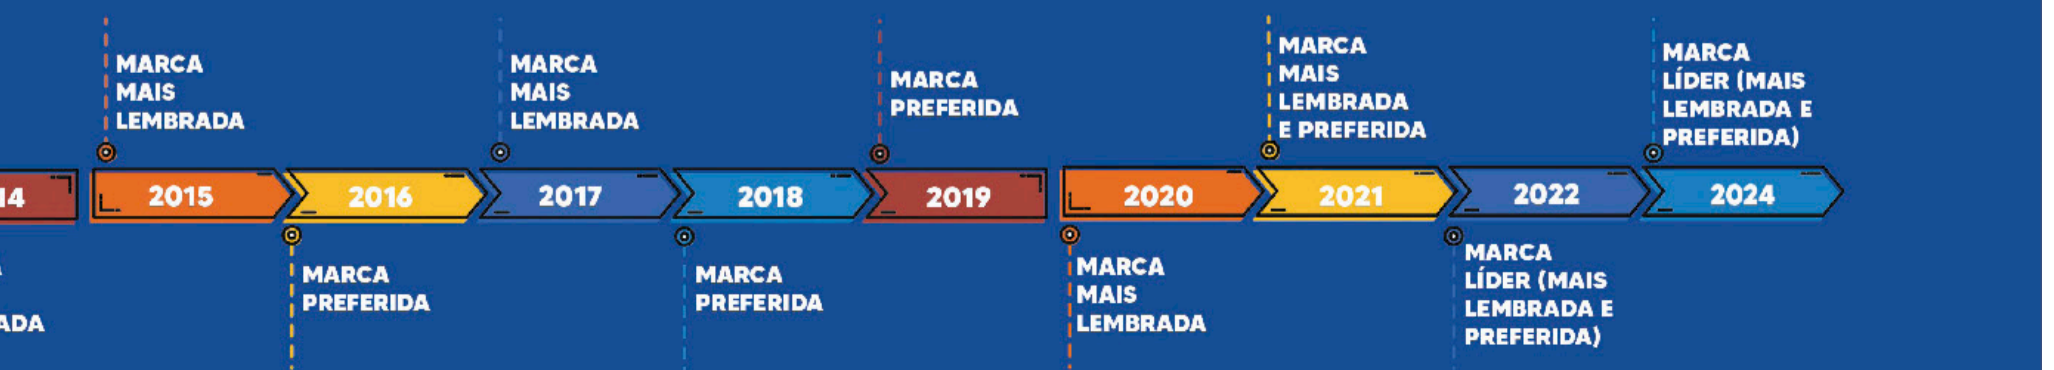 MARCA
MAIS
LEMBRADA
MARCA
MAIS
LEMBRADA
MARCA
PREFERIDA
MARCA
MAIS
LEMBRADA
E PREFERIDA
MARCA
LÍDER (MAIS
LEMBRADA E
PREFERIDA)
14
2015
2016
2017
2018
2019
2020
2021
2022
2024
ADA
MARCA
PREFERIDA
MARCA
PREFERIDA
MARCA
MAIS
LEMBRADA
MARCA
LÍDER (MAIS
LEMBRADA E
PREFERIDA)